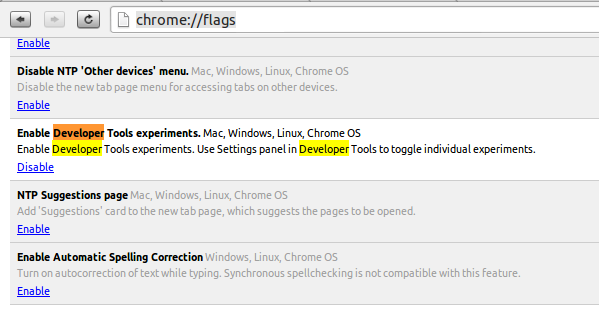 chrome://flags
Enable
Disable NTP 'Other devices' menu. Mac, Windows, Linux, Chrome OS
Disable the new tab page menu for accessing tabs on other devices.
Enable
Enable Developer Tools experiments. Mac, Windows, Linux, Chrome OS
Enable Developer Tools experiments. Use Settings panel in Developer Tools to toggle individual experiments.
Disable
NTP Suggestions page Mac, Windows, Linux, Chrome OS
Add 'Suggestions' card to the new tab page, which suggests the pages to be opened.
Enable
Enable Automatic Spelling Correction Windows, Linux, Chrome OS
Turn on autocorrection of text while typing. Synchronous spellchecking is not compatible with this feature.
Enable